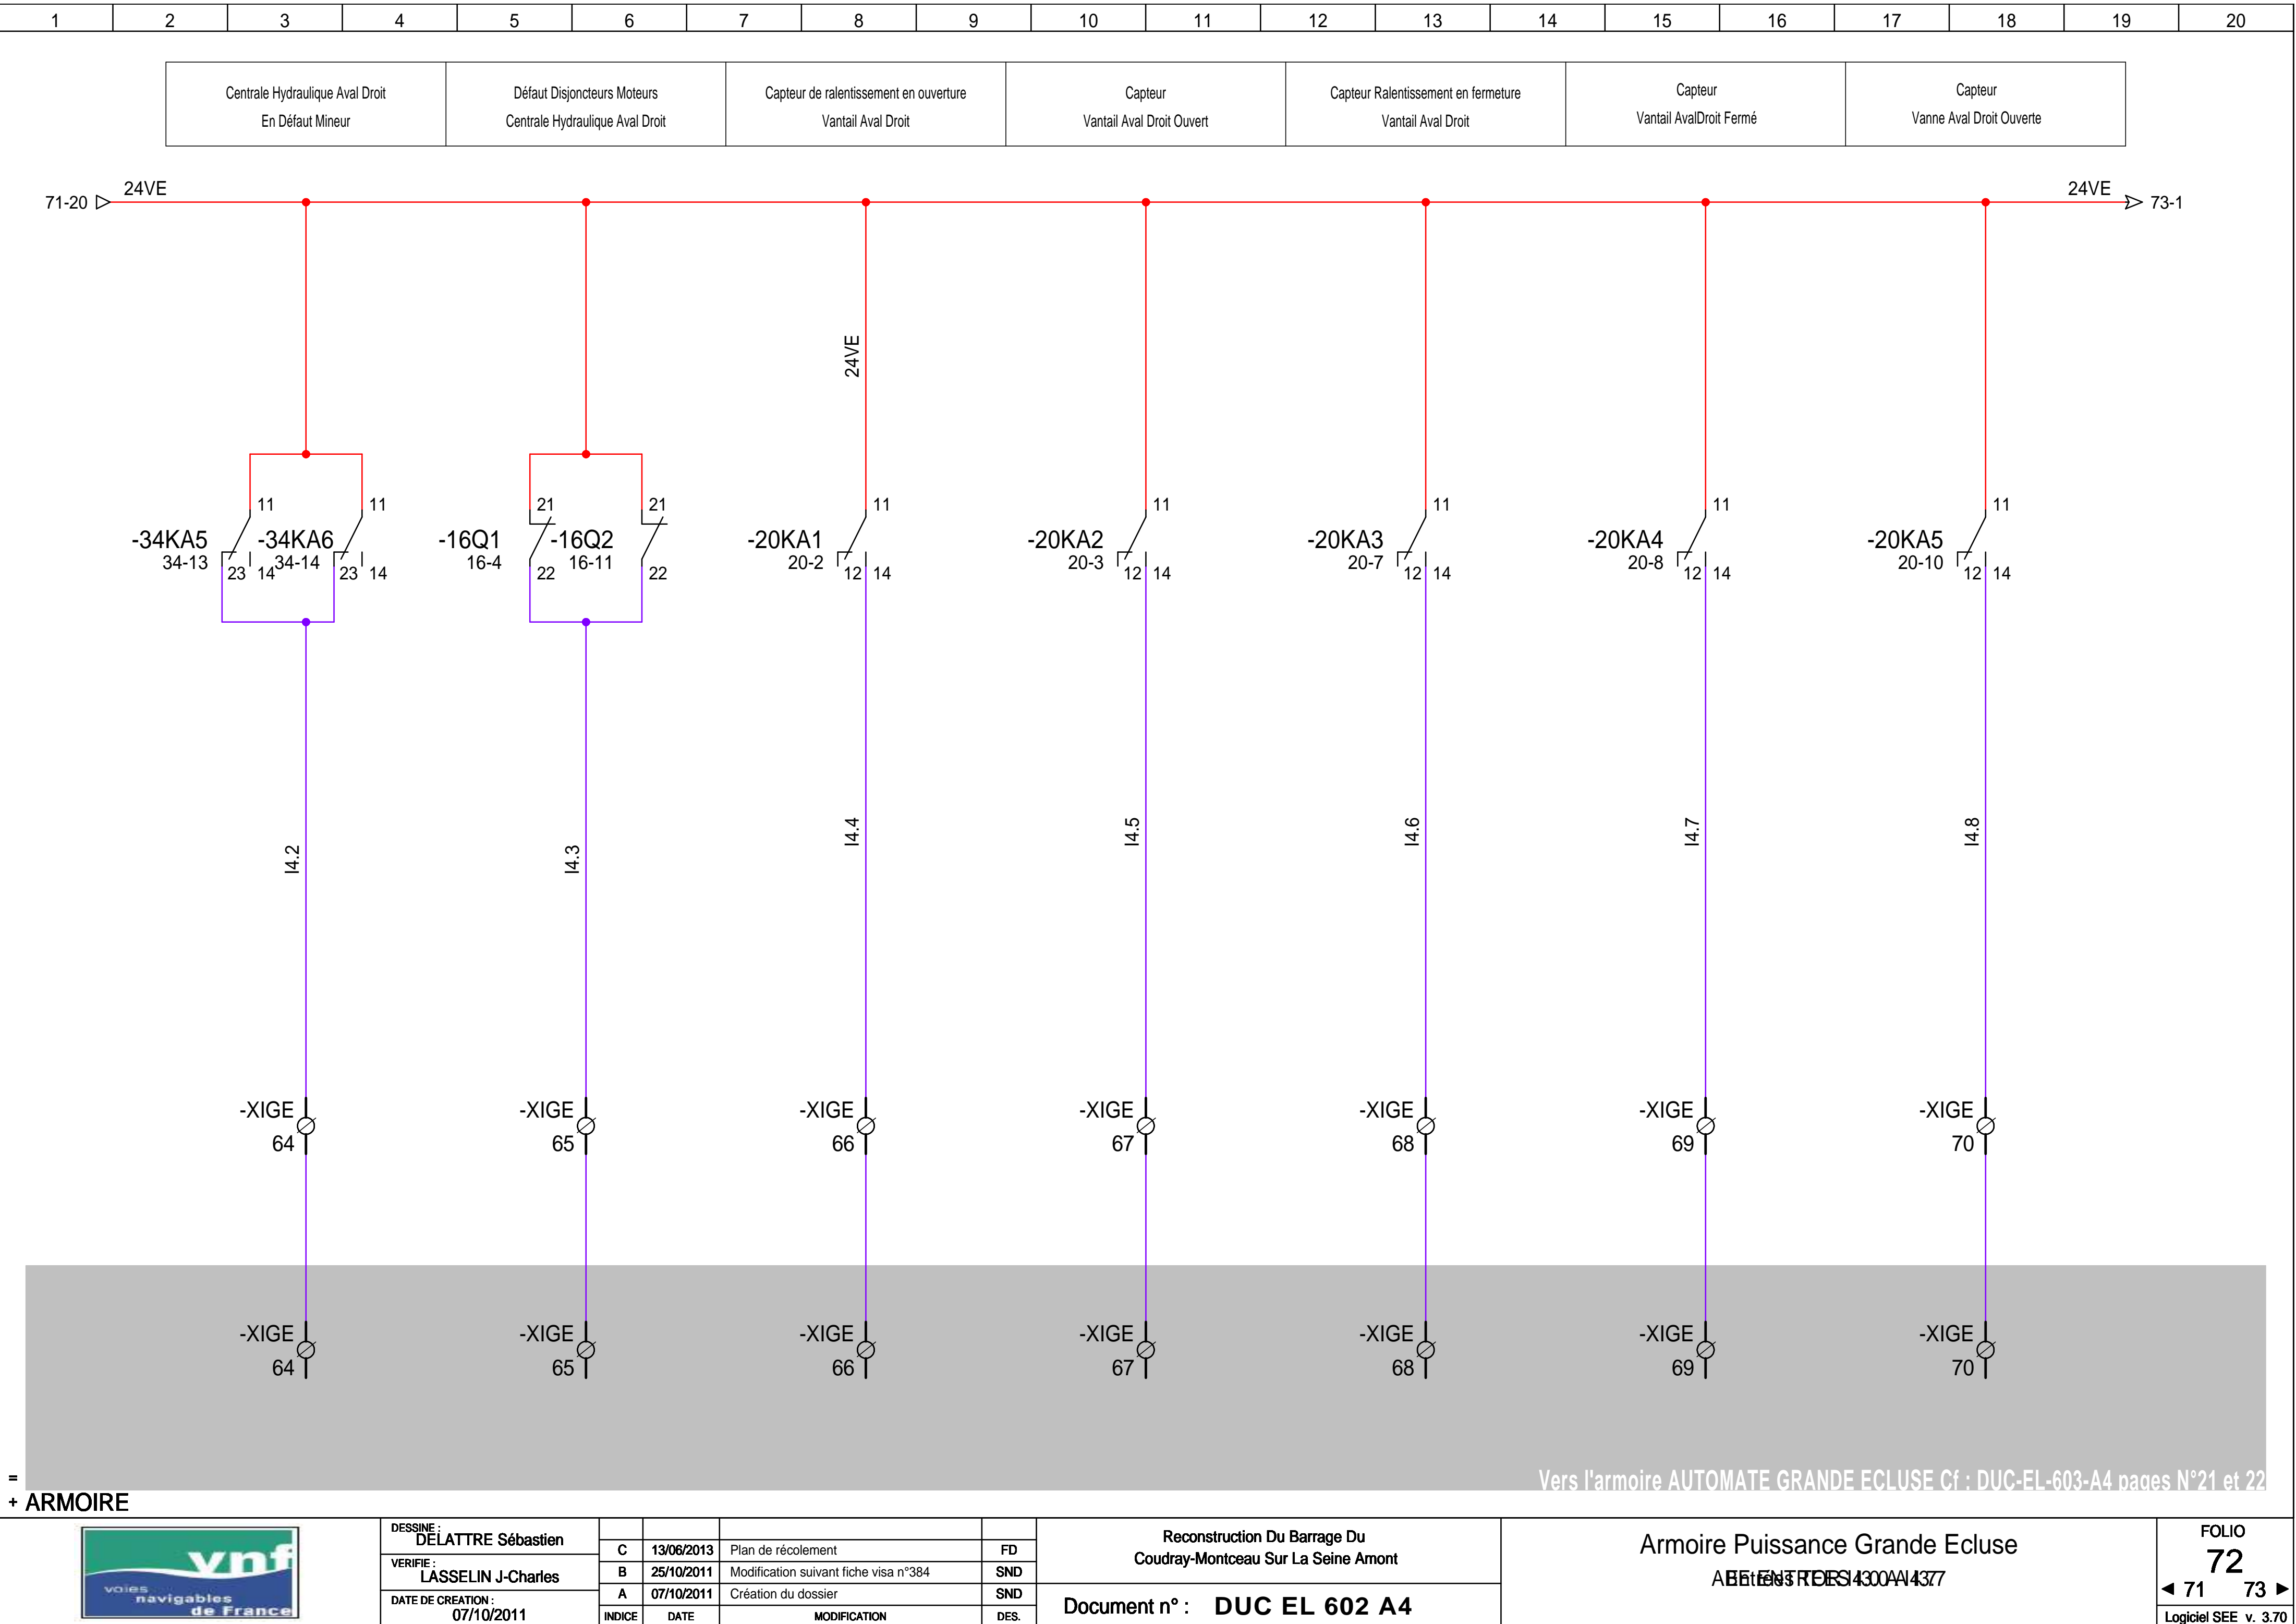 1 2 3 4 5 6 7 8 9 10 11 12 13 14 15 16 17 18 19 20
Centrale Hydraulique Aval Droit
En Défaut Mineur
Défaut Disjoncteurs Moteurs
Centrale Hydraulique Aval Droit
Capteur de ralentissement en ouverture
Vantail Aval Droit
Capteur
Vantail Aval Droit Ouvert
Capteur Ralentissement en fermeture
Vantail Aval Droit
Capteur
Vantail AvalDroit Fermé
Capteur
Vanne Aval Droit Ouverte
71-20 24VE 24VE 73-1
24VE
11 11 21 21 11 11 11 11 11
-34KA5 -34KA6 -16Q1 -16Q2 -20KA1 -20KA2 -20KA3 -20KA4 -20KA5
34-13 34-14 16-4 16-11 20-2 20-3 20-7 20-8 20-10
23 14 23 14 22 22 12 14 12 14 12 14 12 14 12 14
I4.2 I4.3 I4.4 I4.5 I4.6 I4.7 I4.8
-XIGE -XIGE -XIGE -XIGE -XIGE -XIGE -XIGE
64 65 66 67 68 69 70
-XIGE -XIGE -XIGE -XIGE -XIGE -XIGE -XIGE
64 65 66 67 68 69 70
Vers l'armoire AUTOMATE GRANDE ECLUSE Cf : DUC-EL-603-A4 pages N°21 et 22
=
+ ARMOIRE
vnf
voies
navigables
de France
DESSINE :
DELATTRE Sébastien
VERIFIE :
LASSELIN J-Charles
DATE DE CREATION :
07/10/2011
C 13/06/2013 Plan de récolement FD
B 25/10/2011 Modification suivant fiche visa n°384 SND
A 07/10/2011 Création du dossier SND
INDICE DATE MODIFICATION DES.
Reconstruction Du Barrage Du
Coudray-Montceau Sur La Seine Amont
Document n° : DUC EL 602 A4
Armoire Puissance Grande Ecluse
FOLIO
72
◄ 71 73 ►
Logiciel SEE v. 3.70